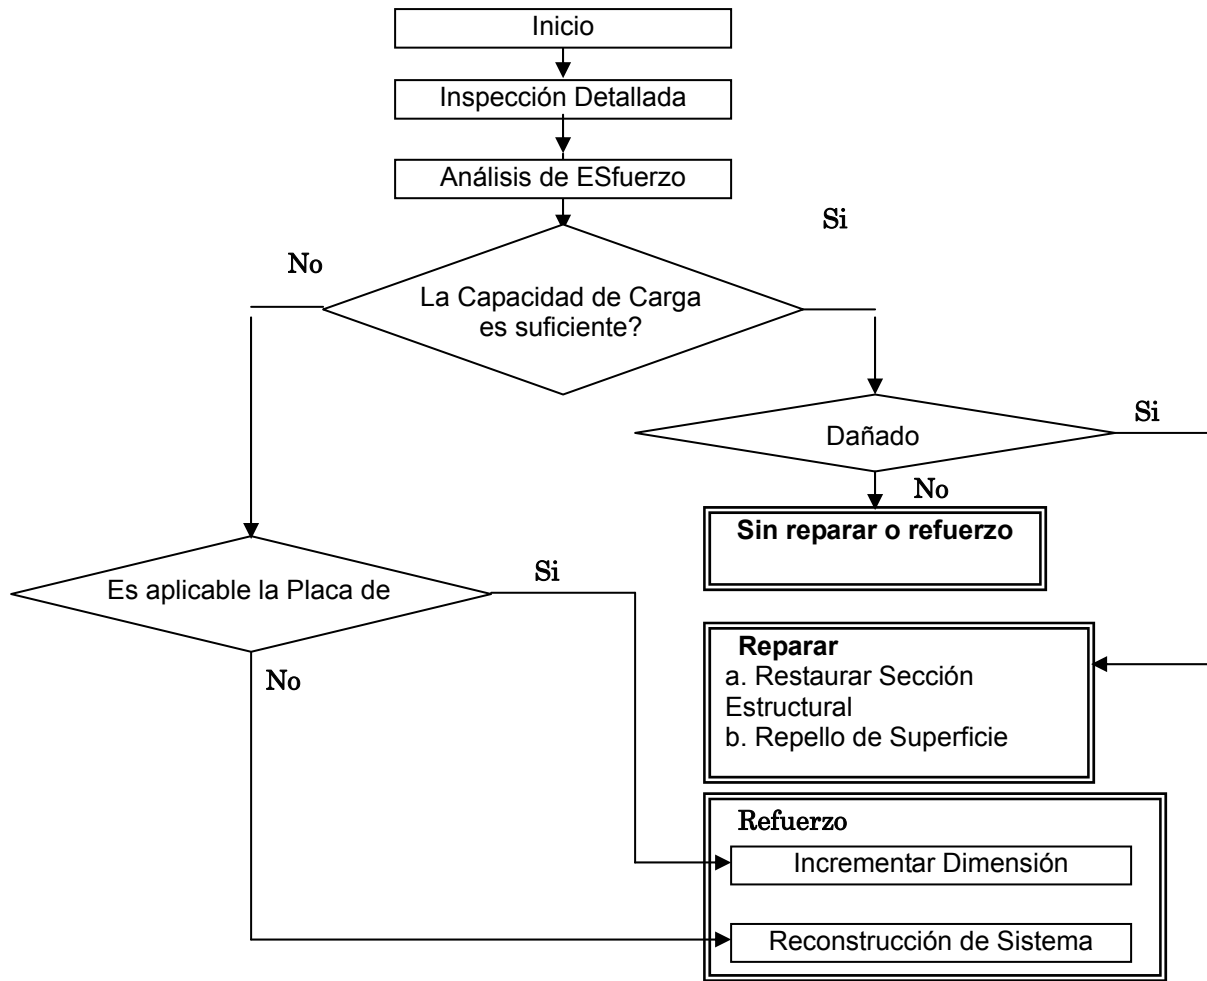 Inicio
Inspección Detallada
Análisis de ESfuerzo
Si
No
La Capacidad de Carga
es suficiente?
Si
Dañado
No
Sin reparar o refuerzo
Es aplicable la Placa de
Si
No
Reparar
a. Restaurar Sección
Estructural
b. Repello de Superficie
Refuerzo
Incrementar Dimensión
Reconstrucción de Sistema